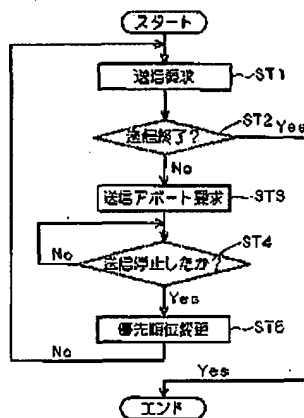 スタート
送信要求
ST1
送信終了?
ST2
Yes
No
送信アボート要求
ST3
送信停止したか?
ST4
No
Yes
優先順位変更
ST5
No
Yes
エンド